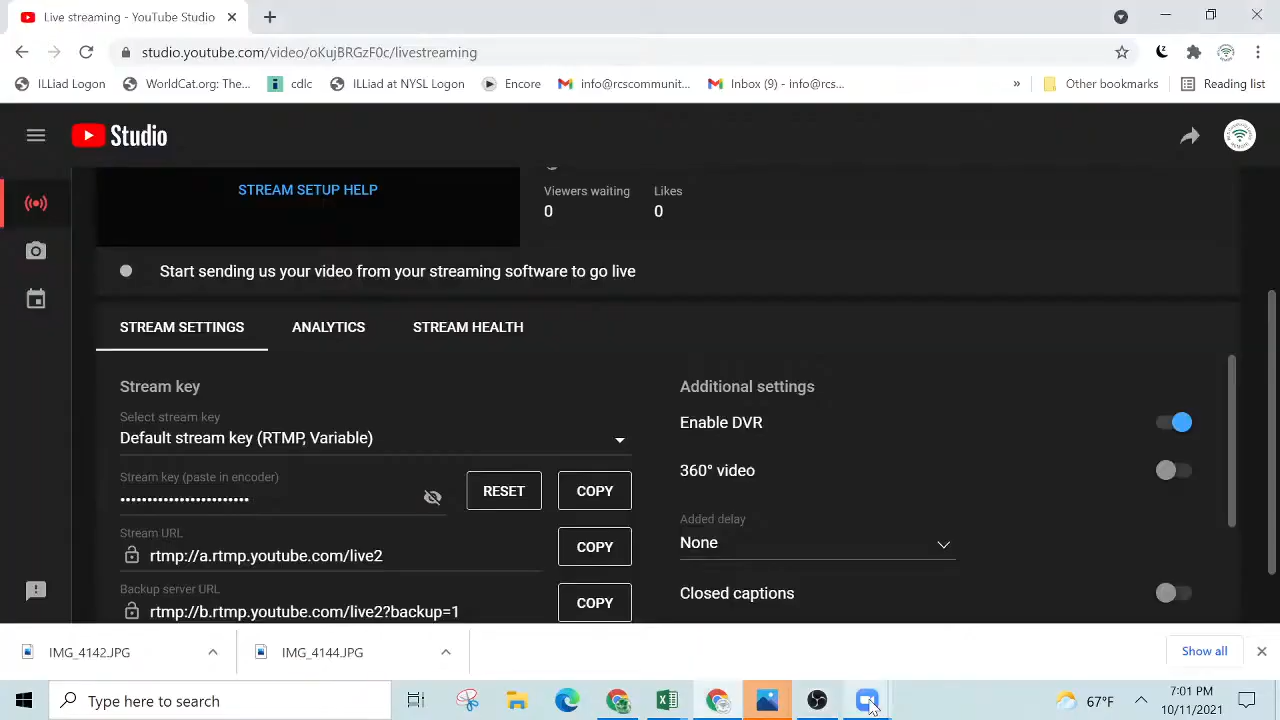 Live streaming - YouTube Studio
studio.youtube.com/video/oKujBRGzF0c/livestreaming
ILLiad Logon WorldCat.org: The... cdlc ILLiad at NYSL Logon Encore info@rcscommunit... Inbox (9) - info@rcs... » Other bookmarks Reading list
Studio
STREAM SETUP HELP
Viewers waiting Likes
0 0
Start sending us your video from your streaming software to go live
STREAM SETTINGS ANALYTICS STREAM HEALTH
Stream key
Select stream key
Default stream key (RTMP, Variable)
Stream key (paste in encoder)
•••••••••••••••••••••••• RESET COPY
Stream URL
rtmp://a.rtmp.youtube.com/live2 COPY
Backup server URL
rtmp://b.rtmp.youtube.com/live2?backup=1 COPY
Additional settings
Enable DVR
360° video
Added delay
None
Closed captions
IMG_4142.JPG IMG_4144.JPG Show all
Type here to search 67°F 7:01 PM
10/11/2021